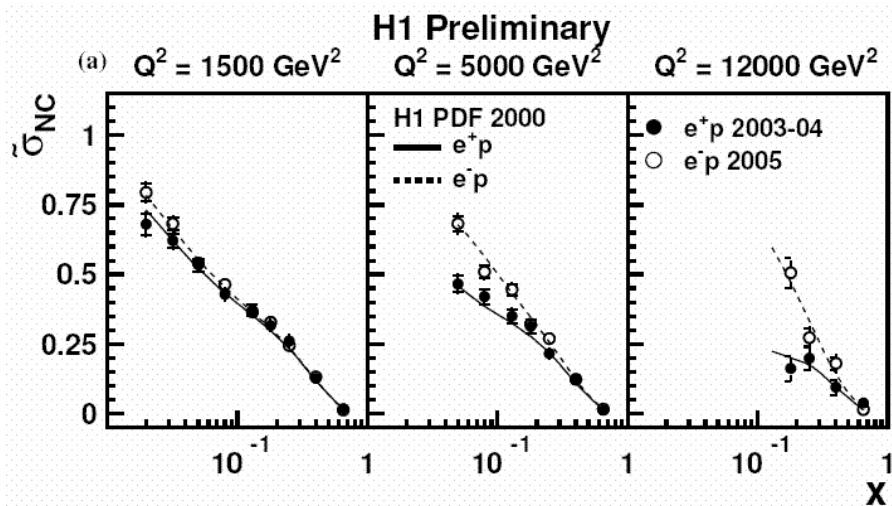 H1 Preliminary
(a) Q² = 1500 GeV² Q² = 5000 GeV² Q² = 12000 GeV²
σ̃NC
1
0.75
0.5
0.25
0
H1 PDF 2000
e⁺p
e⁻p
e⁺p 2003-04
e⁻p 2005
10⁻¹ 1 10⁻¹ 1 10⁻¹ 1
x